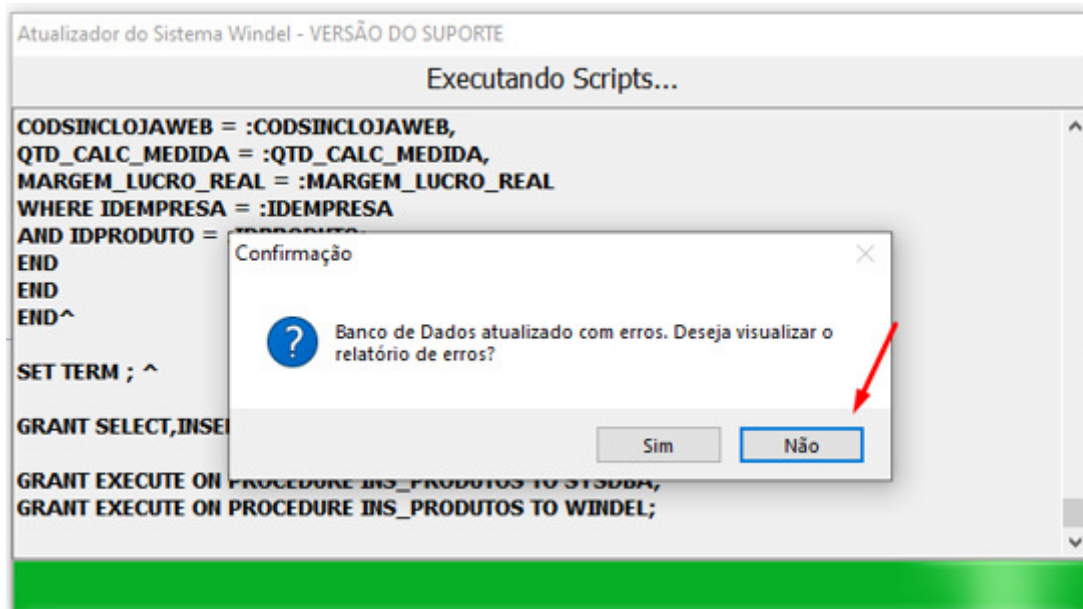 Atualizador do Sistema Windel - VERSÃO DO SUPORTE
Executando Scripts...
CODSINCLOJAWEB = :CODSINCLOJAWEB,
QTD_CALC_MEDIDA = :QTD_CALC_MEDIDA,
MARGEM_LUCRO_REAL = :MARGEM_LUCRO_REAL
WHERE IDEMPRESA = :IDEMPRESA
AND IDPRODUTO = :IDPRODUTO;
END
END
END^
SET TERM ; ^
GRANT SELECT,INSE
GRANT EXECUTE ON PROCEDURE INS_PRODUTOS TO SYSDBA;
GRANT EXECUTE ON PROCEDURE INS_PRODUTOS TO WINDEL;
Confirmação
Banco de Dados atualizado com erros. Deseja visualizar o
relatório de erros?
Sim
Não